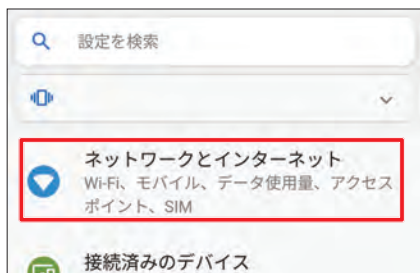 設定を検索
ネットワークとインターネット
Wi-Fi、モバイル、データ使用量、アクセス
ポイント、SIM
接続済みのデバイス